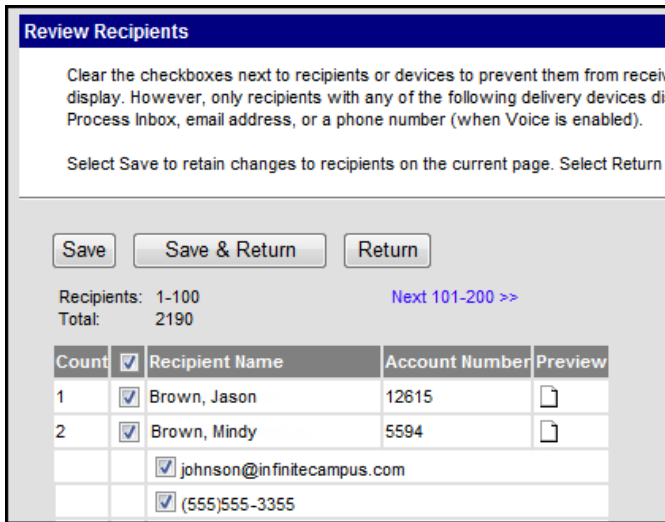 Review Recipients
Clear the checkboxes next to recipients or devices to prevent them from
display. However, only recipients with any of the following delivery devices
Process Inbox, email address, or a phone number (when Voice is enabled).
Select Save to retain changes to recipients on the current page. Select Return
Save Save & Return Return
Recipients: 1-100 Next 101-200 >>
Total: 2190
Count Recipient Name Account Number Preview
1 Brown, Jason 12615
2 Brown, Mindy 5594
johnson@infinitecampus.com
(555)555-3355